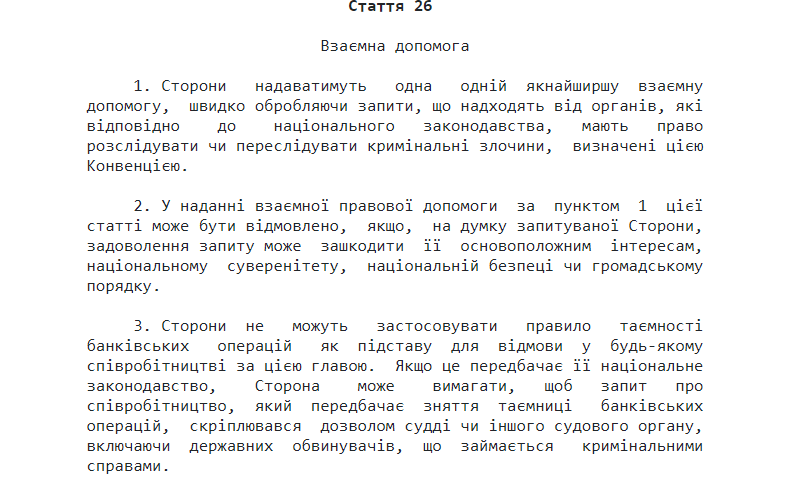 Стаття 26
Взаємна допомога
1. Сторони надаватимуть одна одній якнайширшу взаємну
допомогу, швидко обробляючи запити, що надходять від органів, які
відповідно до національного законодавства, мають право
розслідувати чи переслідувати кримінальні злочини, визначені цією
Конвенцією.
2. У наданні взаємної правової допомоги за пунктом 1 цієї
статті може бути відмовлено, якщо, на думку запитуваної Сторони,
задоволення запиту може зашкодити її основоположним інтересам,
національному суверенітету, національній безпеці чи громадському
порядку.
3. Сторони не можуть застосовувати правило таємності
банківських операцій як підставу для відмови у будь-якому
співробітництві за цією главою. Якщо це передбачає її національне
законодавство, Сторона може вимагати, щоб запит про
співробітництво, який передбачає зняття таємниці банківських
операцій, скріплювався дозволом судді чи іншого судового органу,
включаючи державних обвинувачів, що займається кримінальними
справами.